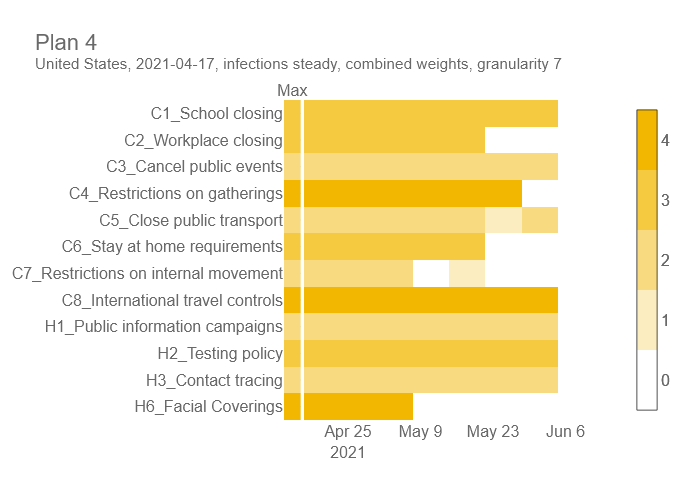 Plan 4
United States, 2021-04-17, infections steady, combined weights, granularity 7
Max
C1_School closing
C2_Workplace closing
C3_Cancel public events
C4_Restrictions on gatherings
C5_Close public transport
C6_Stay at home requirements
C7_Restrictions on internal movement
C8_International travel controls
H1_Public information campaigns
H2_Testing policy
H3_Contact tracing
H6_Facial Coverings
Apr 25 May 9 May 23 Jun 6
2021
4
3
2
1
0